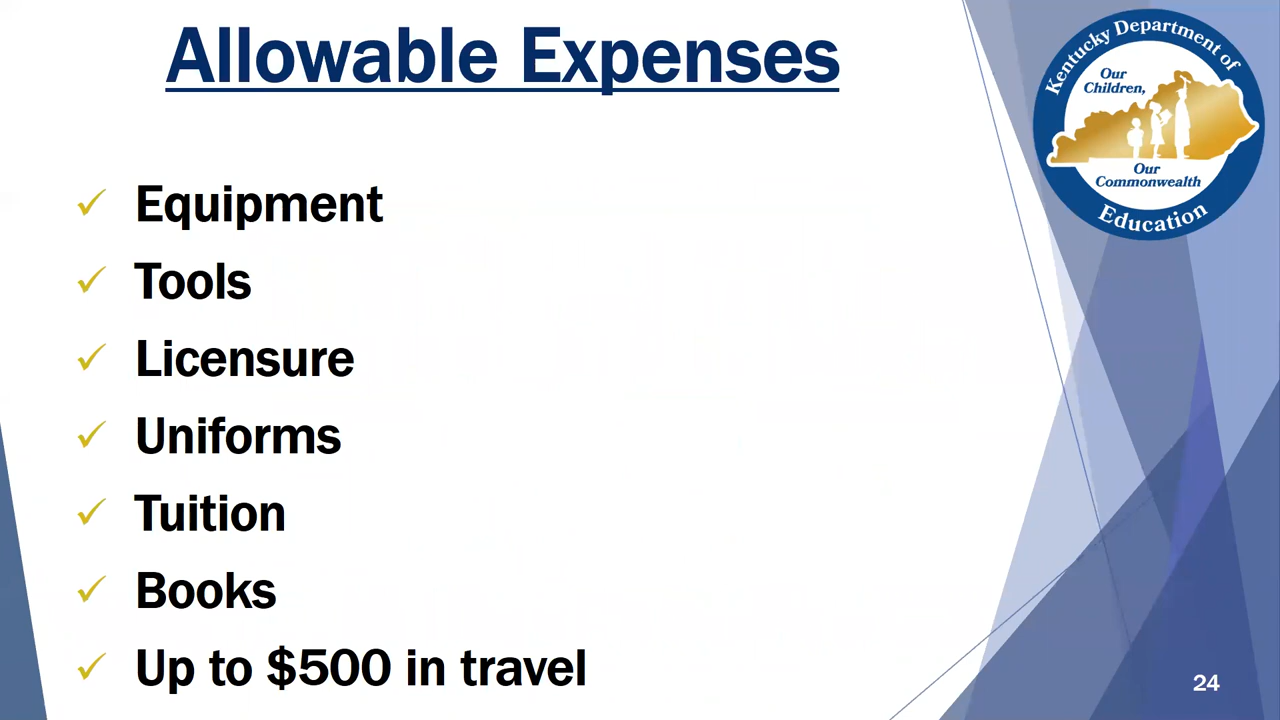 Allowable Expenses
Kentucky Department of
Our
Children,
Our
Commonwealth
Education
✓ Equipment
✓ Tools
✓ Licensure
✓ Uniforms
✓ Tuition
✓ Books
✓ Up to $500 in travel
24